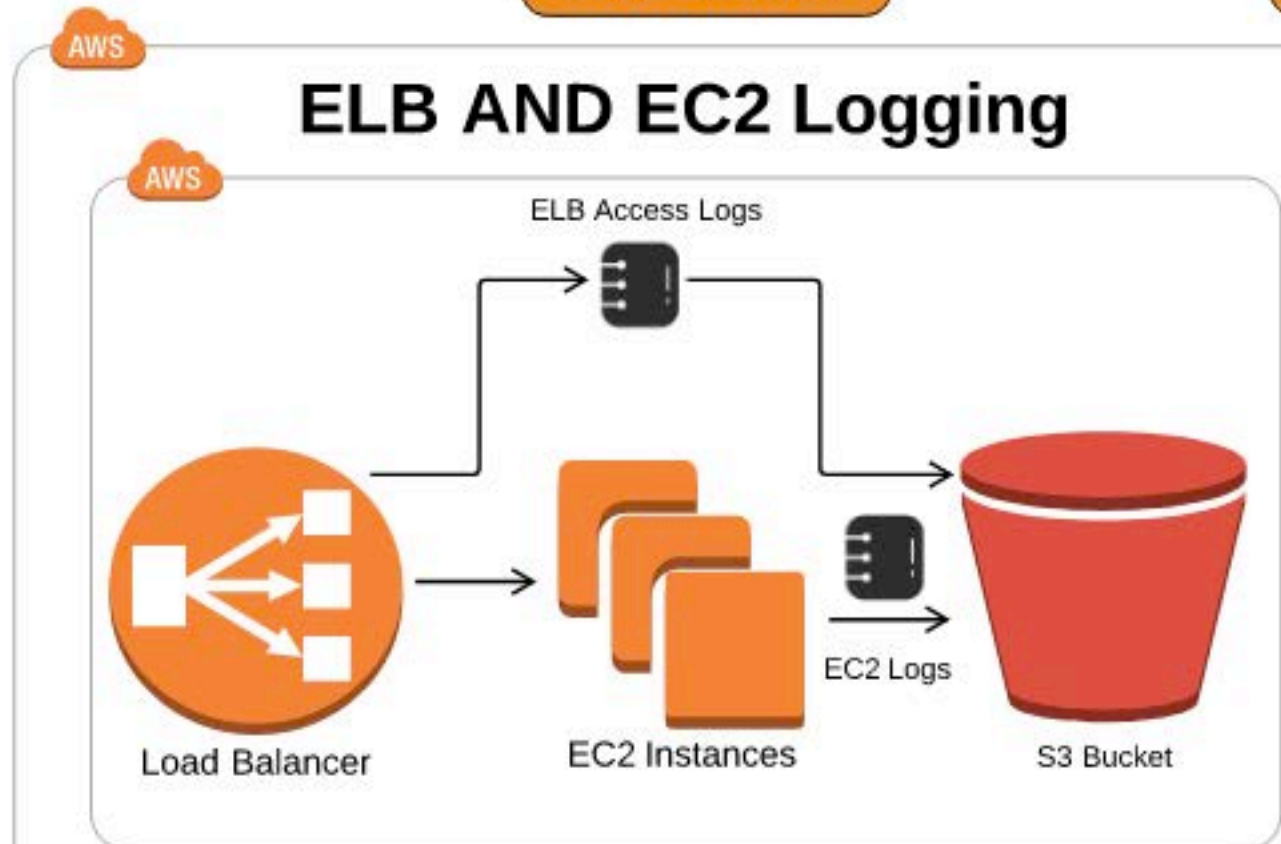 AWS
ELB AND EC2 Logging
AWS
ELB Access Logs
EC2 Logs
Load Balancer
EC2 Instances
S3 Bucket